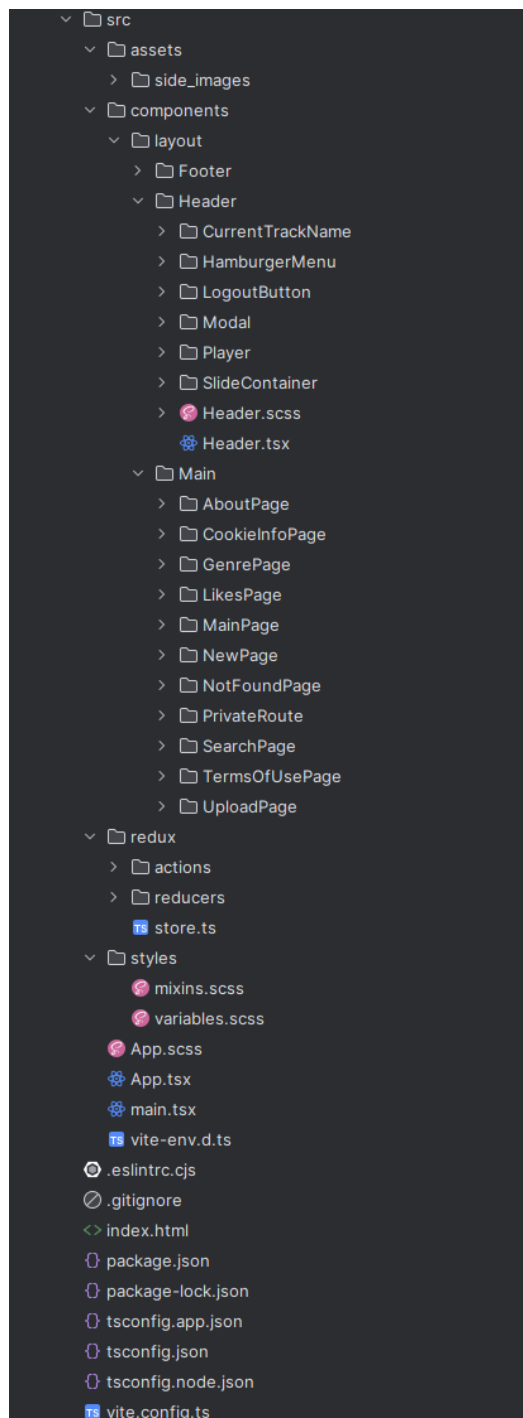 src
assets
side_images
components
layout
Footer
Header
CurrentTrackName
HamburgerMenu
LogoutButton
Modal
Player
SlideContainer
Header.scss
Header.tsx
Main
AboutPage
CookieInfoPage
GenrePage
LikesPage
MainPage
NewPage
NotFoundPage
PrivateRoute
SearchPage
TermsOfUsePage
UploadPage
redux
actions
reducers
TS store.ts
styles
mixins.scss
variables.scss
App.scss
App.tsx
main.tsx
TS vite-env.d.ts
.eslintrc.cjs
.gitignore
<> index.html
{} package.json
{} package-lock.json
{} tsconfig.app.json
{} tsconfig.json
{} tsconfig.node.json
TS vite.config.ts